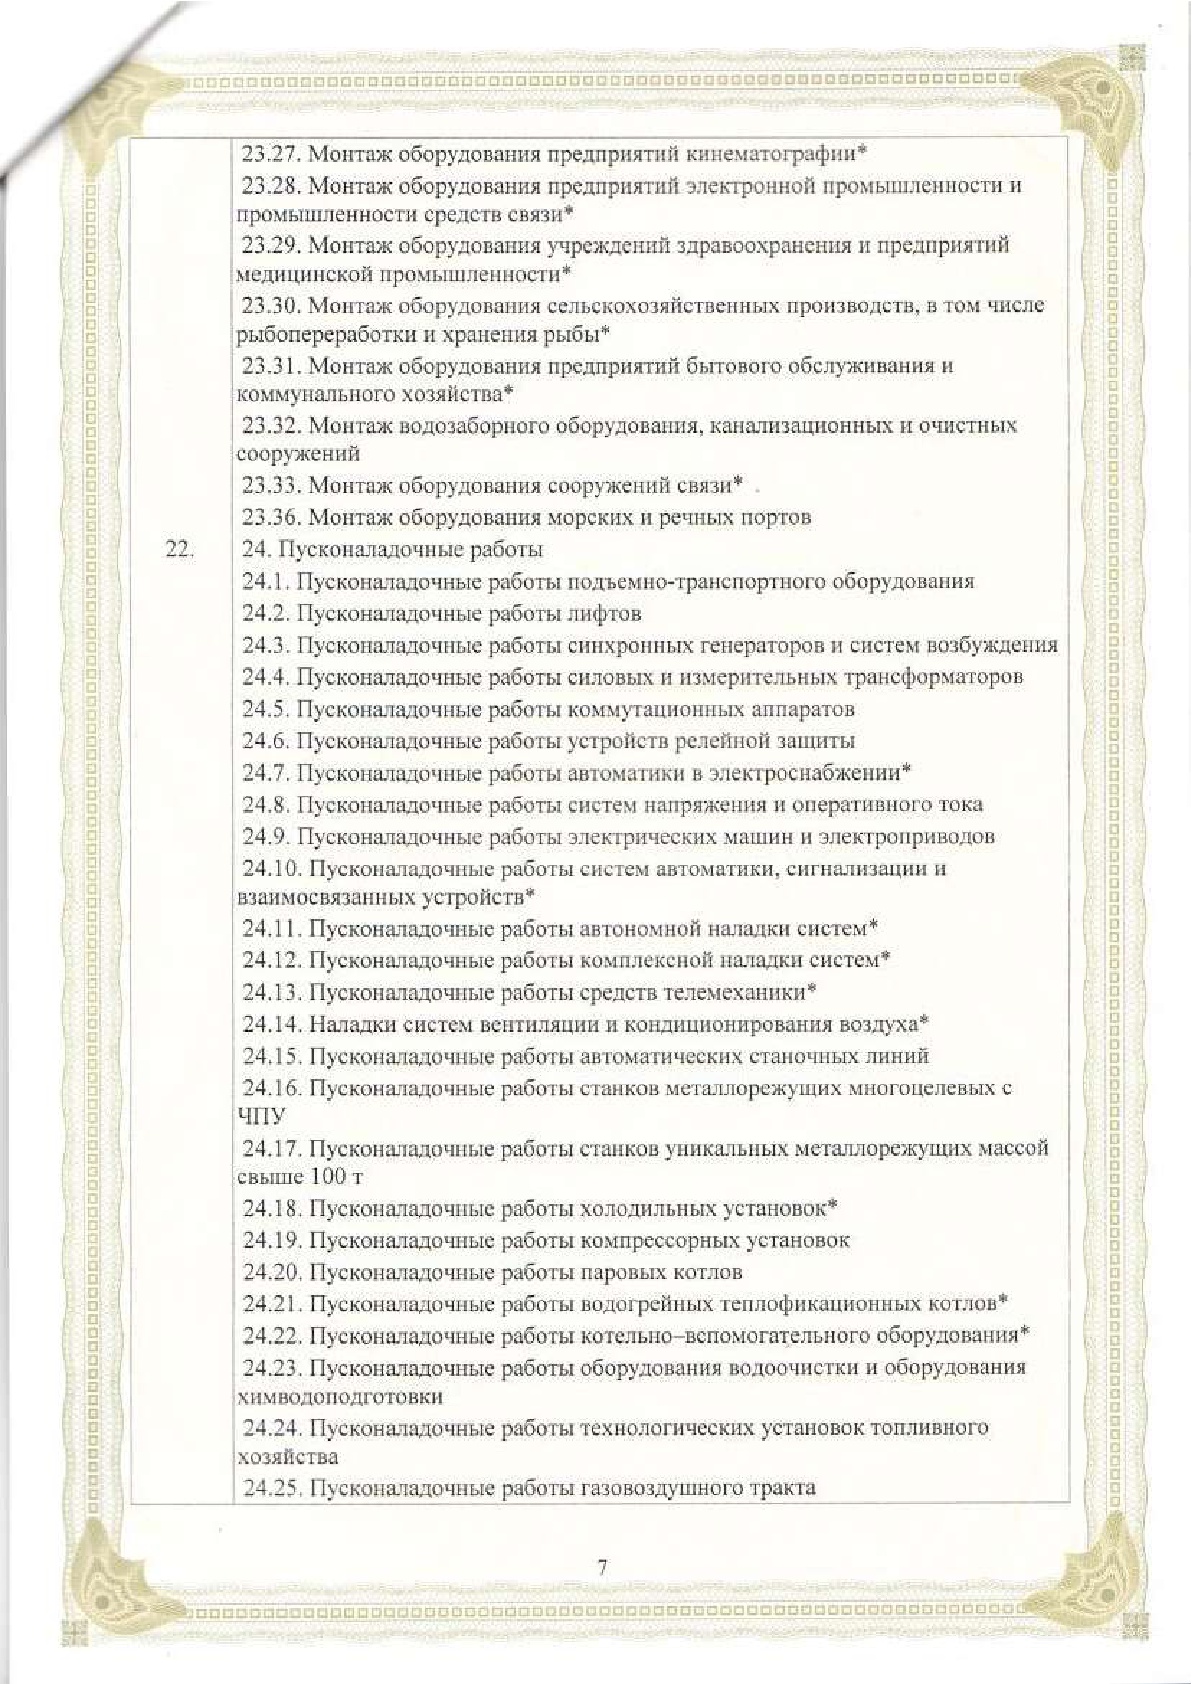 23.27. Монтаж оборудования предприятий кинематографии*
23.28. Монтаж оборудования предприятий электронной промышленности и
промышленности средств связи*
23.29. Монтаж оборудования учреждений здравоохранения и предприятий
медицинской промышленности*
23.30. Монтаж оборудования сельскохозяйственных производств, в том числе
рыбопереработки и хранения рыбы*
23.31. Монтаж оборудования предприятий бытового обслуживания и
коммунального хозяйства*
23.32. Монтаж водозаборного оборудования, канализационных и очистных
сооружений
23.33. Монтаж оборудования сооружений связи*
23.36. Монтаж оборудования морских и речных портов
22. 24. Пусконаладочные работы
24.1. Пусконаладочные работы подъемно-транспортного оборудования
24.2. Пусконаладочные работы лифтов
24.3. Пусконаладочные работы синхронных генераторов и систем возбуждения
24.4. Пусконаладочные работы силовых и измерительных трансформаторов
24.5. Пусконаладочные работы коммутационных аппаратов
24.6. Пусконаладочные работы устройств релейной защиты
24.7. Пусконаладочные работы автоматики в электроснабжении*
24.8. Пусконаладочные работы систем напряжения и оперативного тока
24.9. Пусконаладочные работы электрических машин и электроприводов
24.10. Пусконаладочные работы систем автоматики, сигнализации и
взаимосвязанных устройств*
24.11. Пусконаладочные работы автономной наладки систем*
24.12. Пусконаладочные работы комплексной наладки систем*
24.13. Пусконаладочные работы средств телемеханики*
24.14. Наладки систем вентиляции и кондиционирования воздуха*
24.15. Пусконаладочные работы автоматических станочных линий
24.16. Пусконаладочные работы станков металлорежущих многоцелевых с
ЧПУ
24.17. Пусконаладочные работы станков уникальных металлорежущих массой
свыше 100 т
24.18. Пусконаладочные работы холодильных установок*
24.19. Пусконаладочные работы компрессорных установок
24.20. Пусконаладочные работы паровых котлов
24.21. Пусконаладочные работы водогрейных теплофикационных котлов*
24.22. Пусконаладочные работы котельно–вспомогательного оборудования*
24.23. Пусконаладочные работы оборудования водоочистки и оборудования
химводоподготовки
24.24. Пусконаладочные работы технологических установок топливного
хозяйства
24.25. Пусконаладочные работы газовоздушного тракта
7